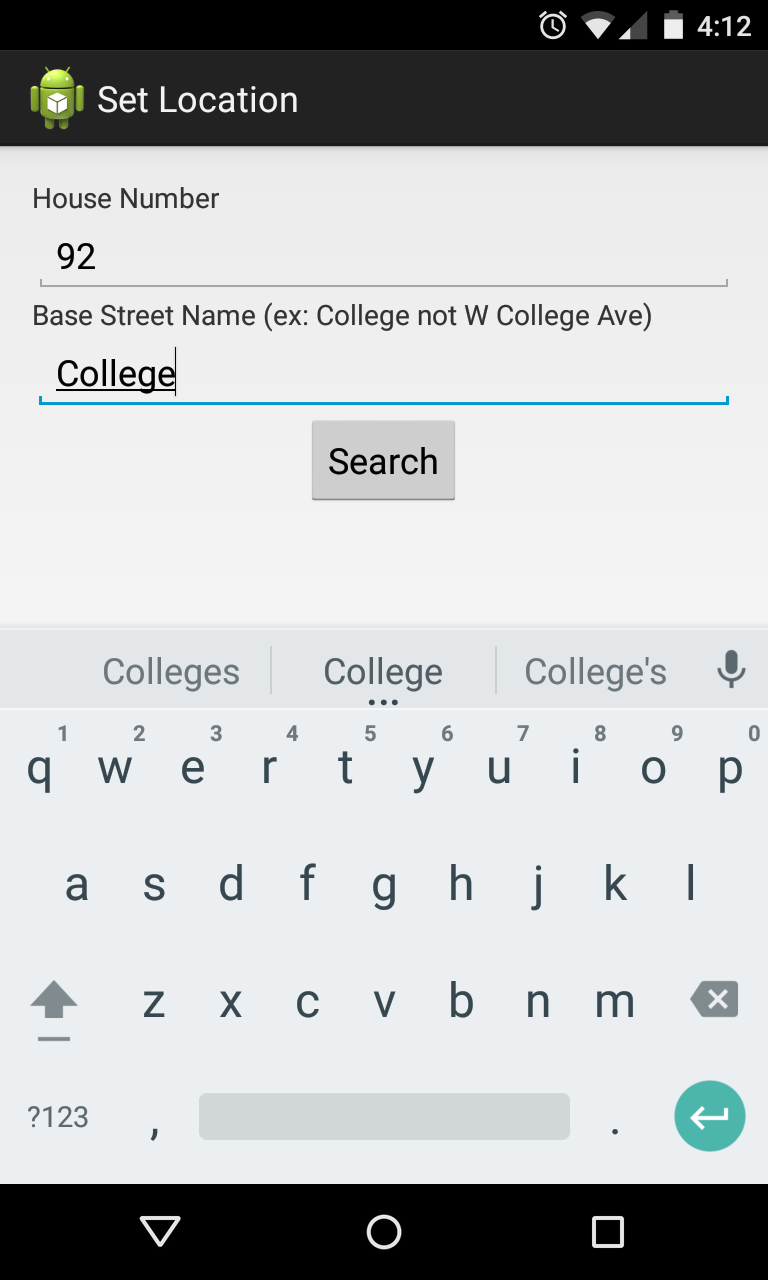 4:12
Set Location
House Number
92
Base Street Name (ex: College not W College Ave)
College
Search
Colleges College College's
1 2 3 4 5 6 7 8 9 0
q w e r t y u i o p
a s d f g h j k l
z x c v b n m
?123 , .